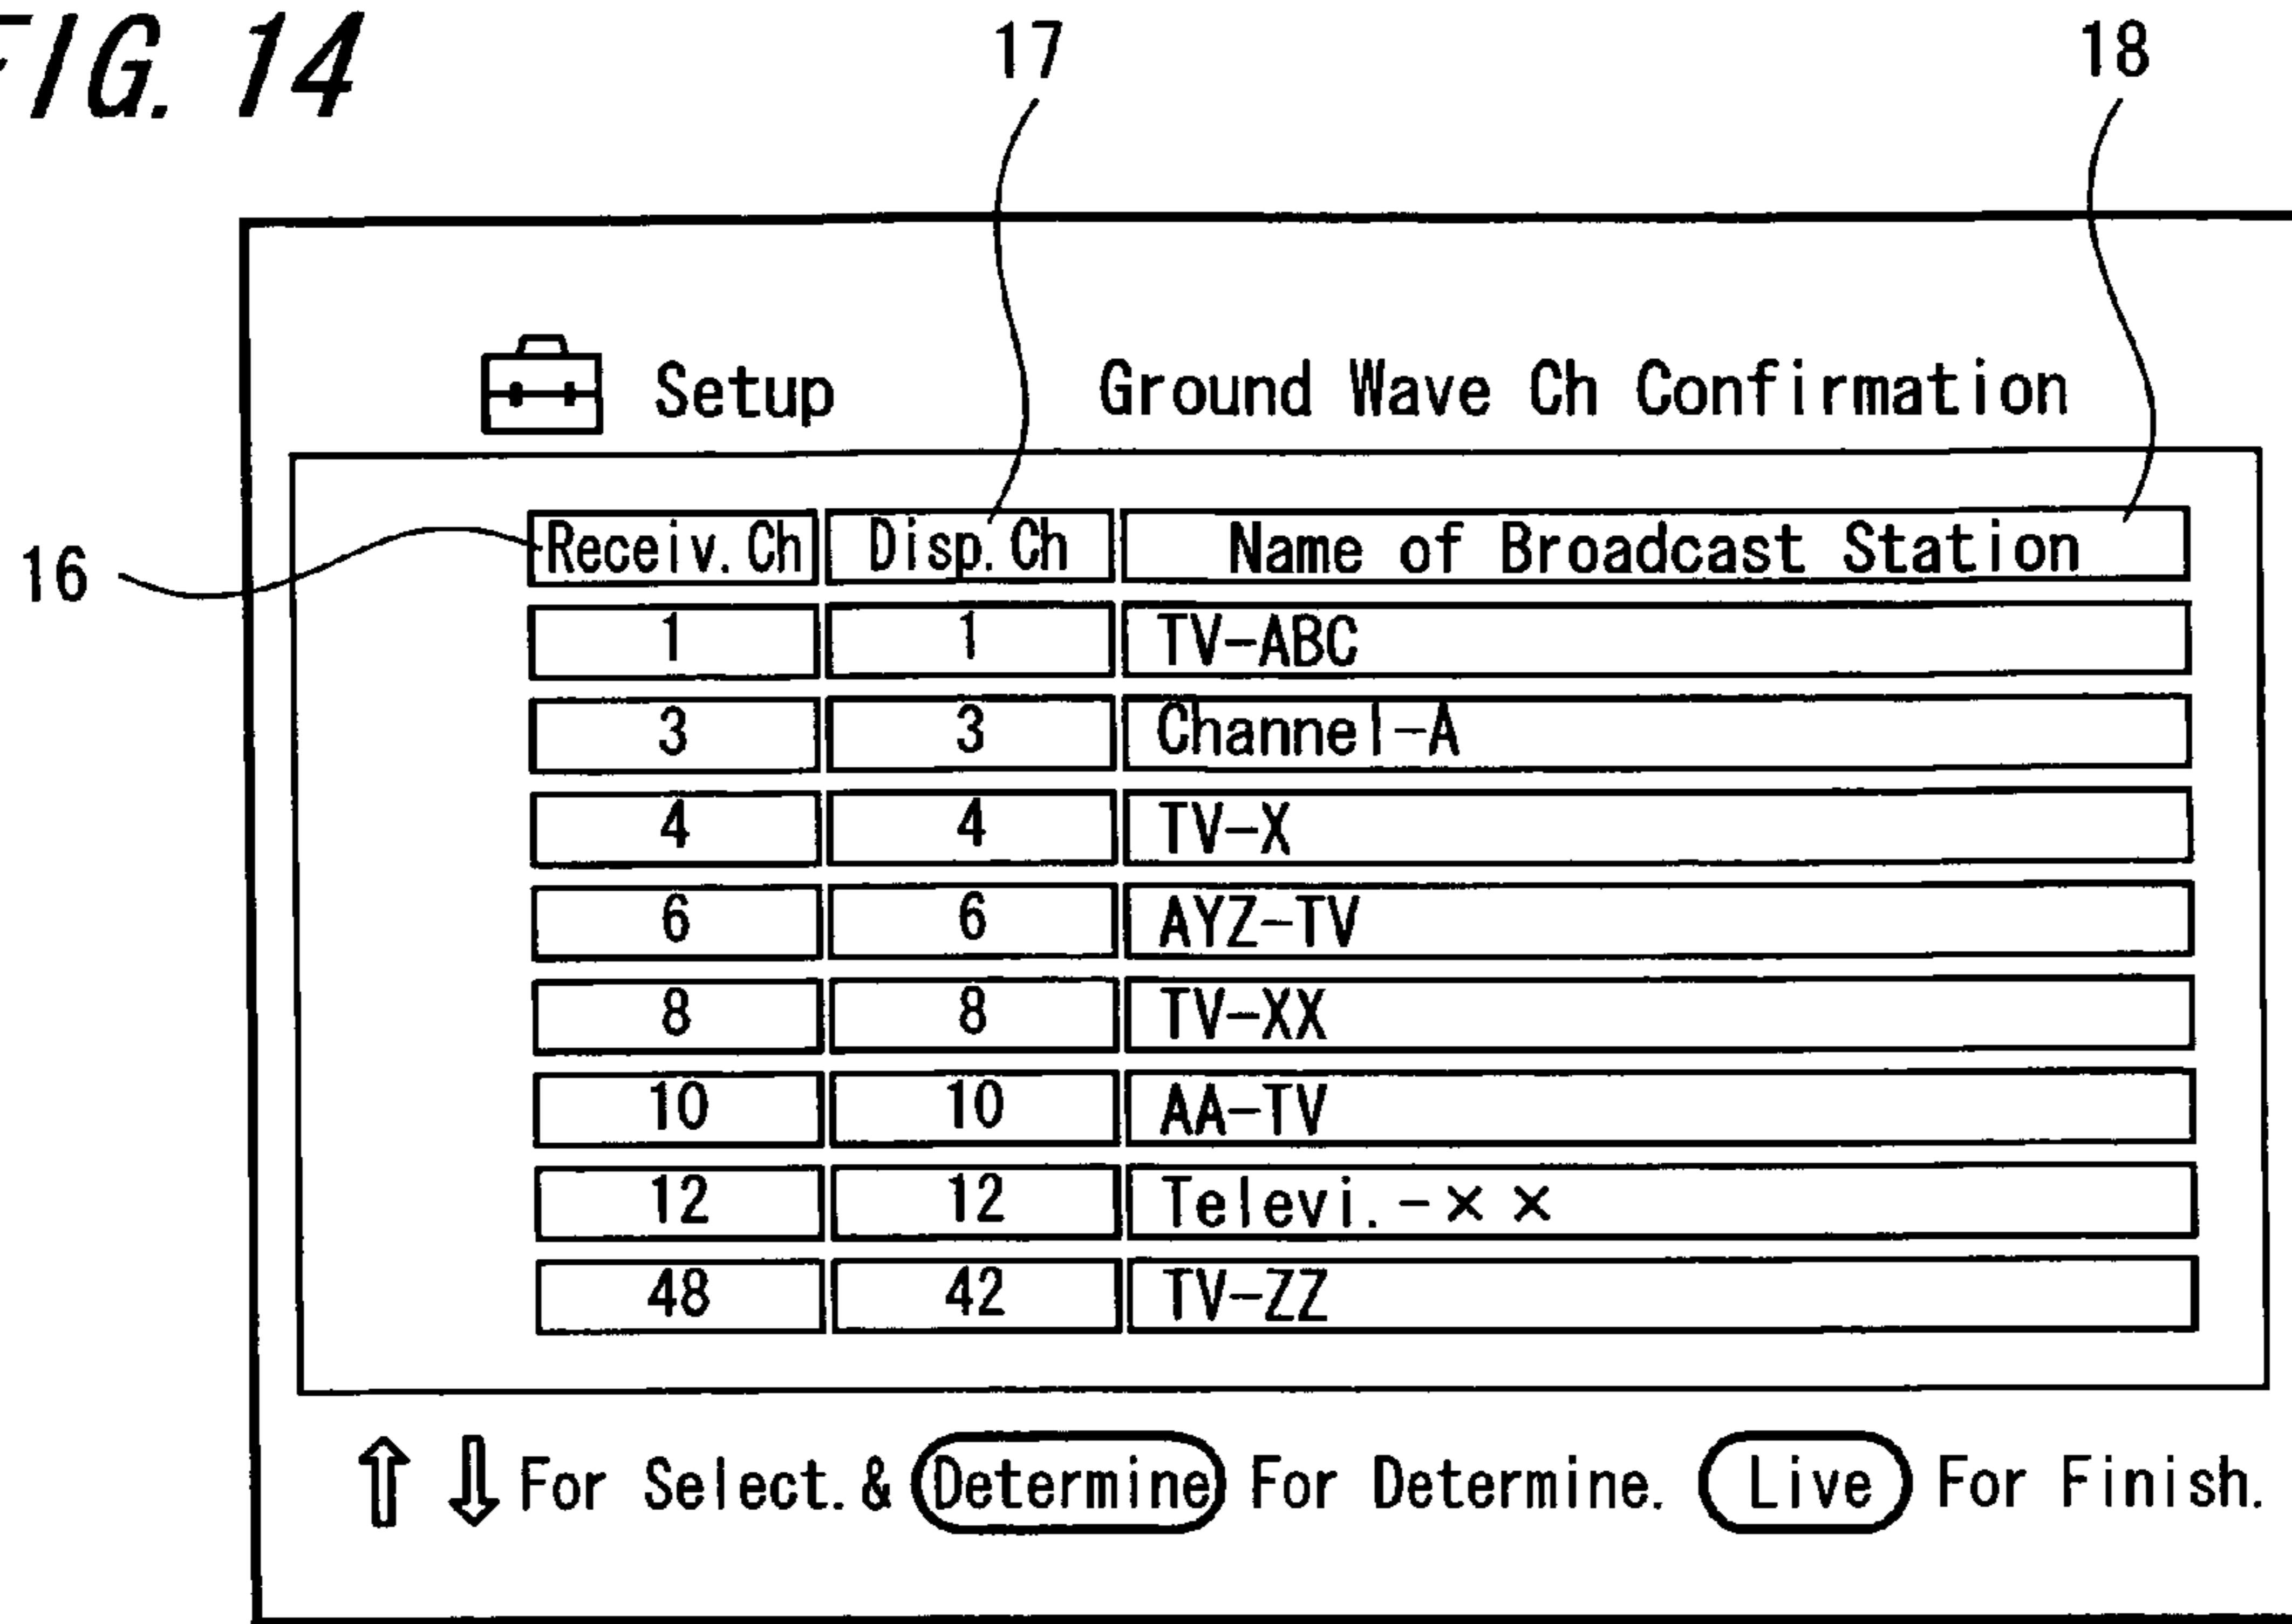 FIG. 14
17
18
Setup Ground Wave Ch Confirmation
16
Receiv. Ch Disp. Ch Name of Broadcast Station
1 1 TV-ABC
3 3 Channel-A
4 4 TV-X
6 6 AYZ-TV
8 8 TV-XX
10 10 AA-TV
12 12 Televi.-××
48 42 TV-ZZ
⇧ ⇩ For Select. & Determine For Determine. Live For Finish.